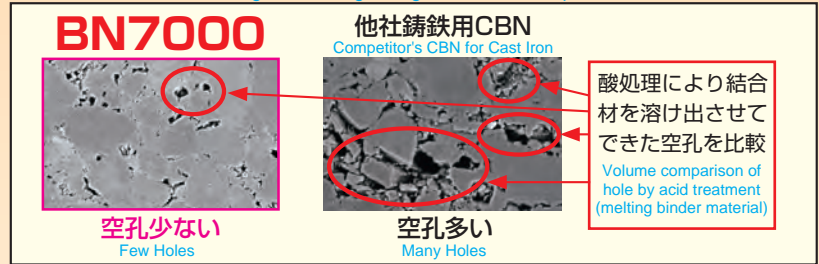 BN7000
空孔少ない
Few Holes
他社鋳鉄用CBN
Competitor's CBN for Cast Iron
空孔多い
Many Holes
酸処理により結合
材を溶け出させて
できた空孔を比較
Volume comparison of
hole by acid treatment
(melting binder material)